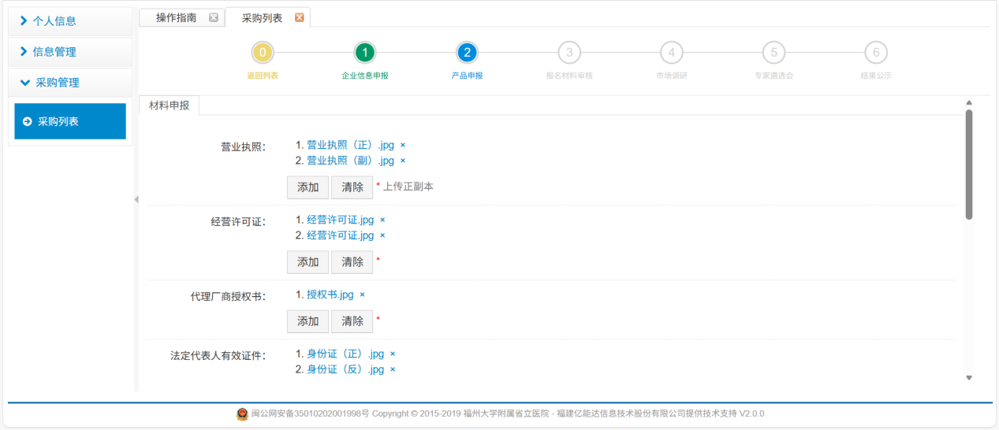 个人信息
信息管理
采购管理
采购列表
操作指南 采购列表
0 1 2 3 4 5 6
返回列表 企业信息申报 产品申报 报名材料审核 市场调研 专家遴选会 结果公示
材料申报
营业执照： 1. 营业执照（正）.jpg ×
2. 营业执照（副）.jpg ×
添加 清除 * 上传正副本
经营许可证： 1. 经营许可证.jpg ×
2. 经营许可证.jpg ×
添加 清除 *
代理厂商授权书： 1. 授权书.jpg ×
添加 清除 *
法定代表人有效证件： 1. 身份证（正）.jpg ×
2. 身份证（反）.jpg ×
闽公网安备35010202001998号 Copyright © 2015-2019 福州大学附属省立医院 - 福建亿能达信息技术股份有限公司提供技术支持 V2.0.0